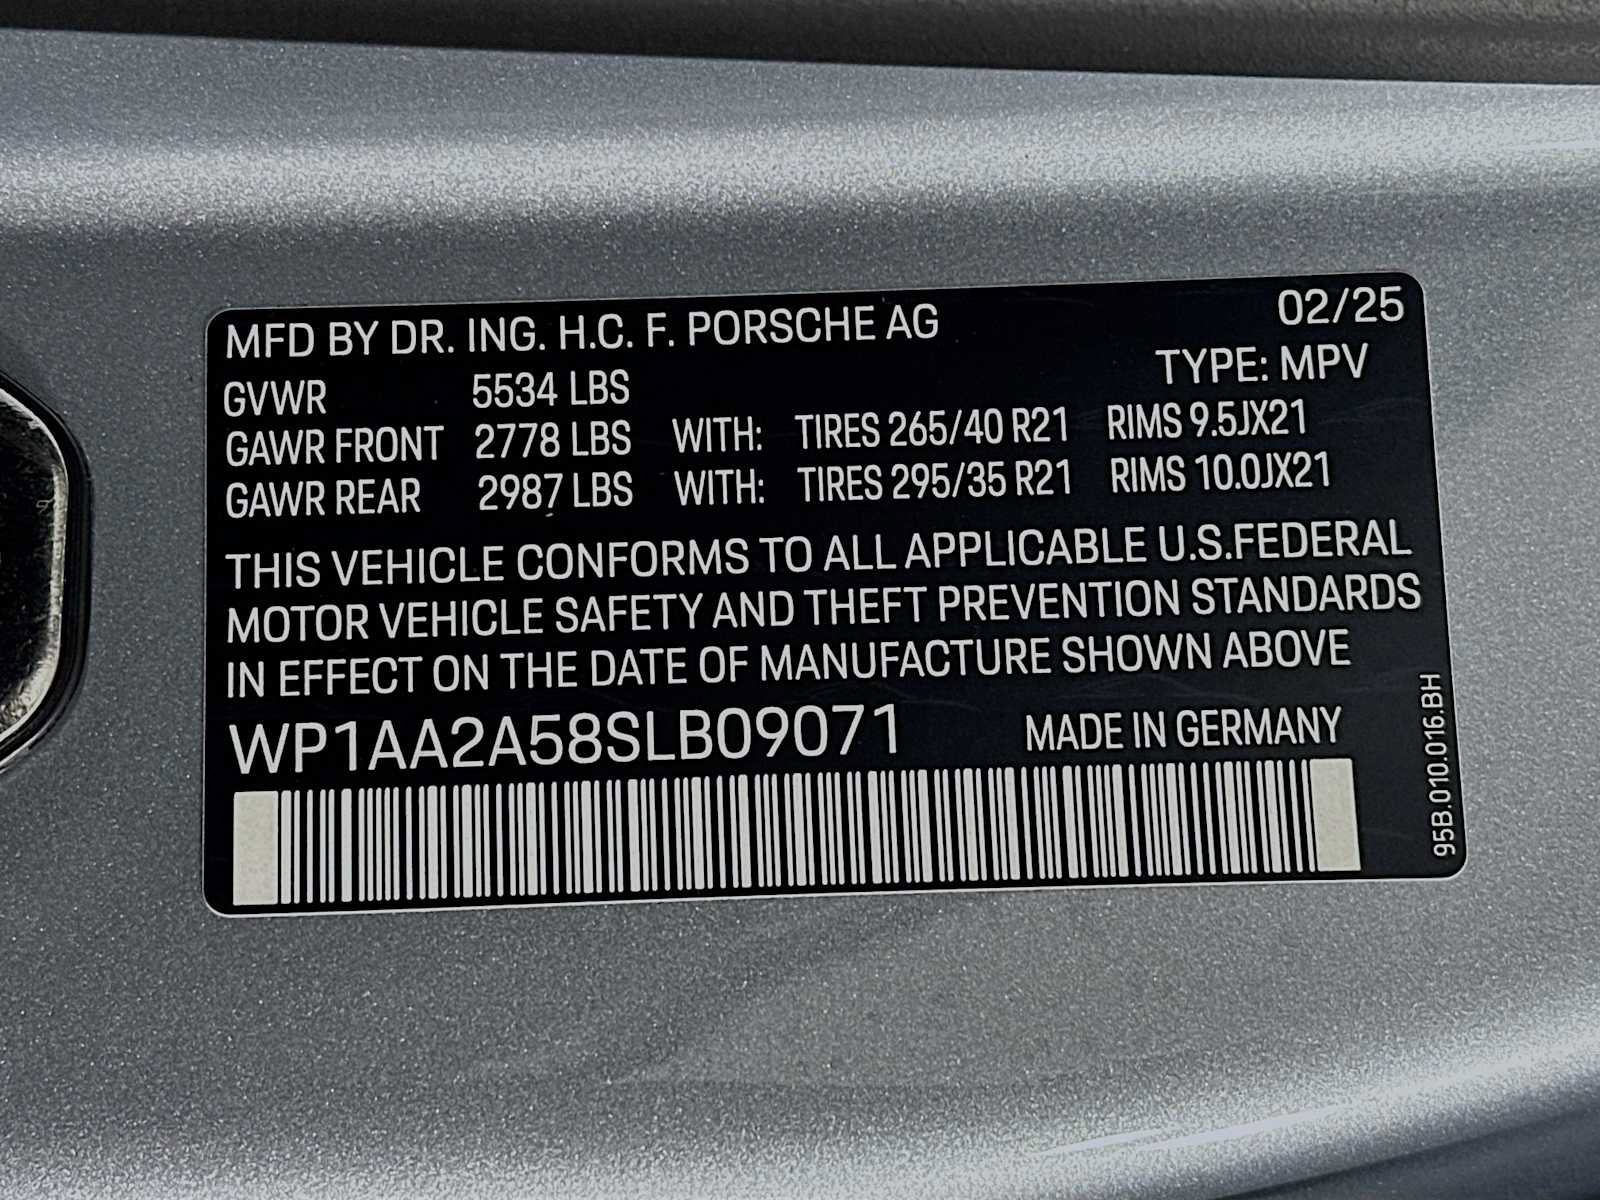 MFD BY DR. ING. H.C. F. PORSCHE AG 02/25
TYPE: MPV
GVWR 5534 LBS
GAWR FRONT 2778 LBS WITH: TIRES 265/40 R21 RIMS 9.5JX21
GAWR REAR 2987 LBS WITH: TIRES 295/35 R21 RIMS 10.0JX21
THIS VEHICLE CONFORMS TO ALL APPLICABLE U.S.FEDERAL
MOTOR VEHICLE SAFETY AND THEFT PREVENTION STANDARDS
IN EFFECT ON THE DATE OF MANUFACTURE SHOWN ABOVE
WP1AA2A58SLB09071 MADE IN GERMANY
95B.010.016.BH